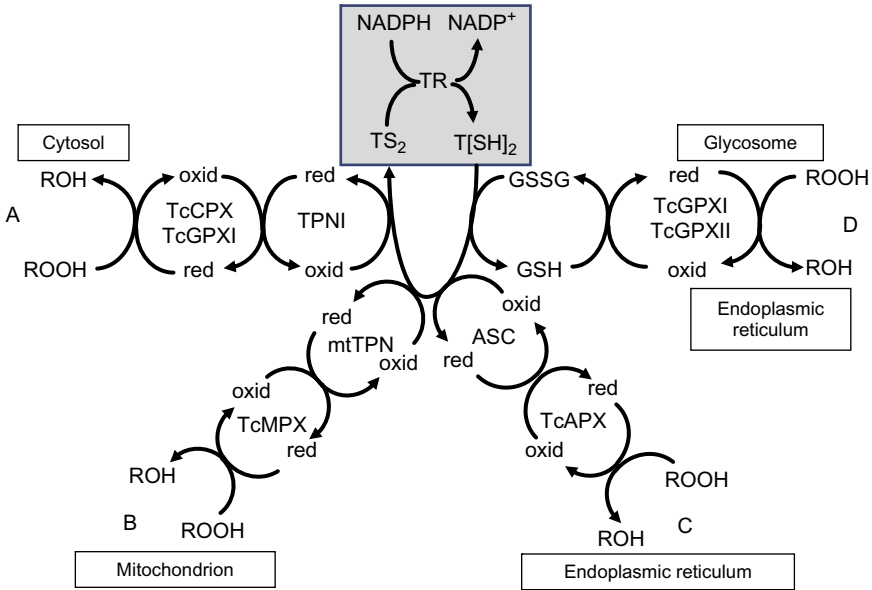 NADPH NADP⁺
TR
TS₂ T[SH]₂
Cytosol
A
ROH
ROOH
oxid
TcCPX
TcGPXI
red
red
TPNI
oxid
GSSG
GSH
Glycosome
red
TcGPXI
TcGPXII
oxid
ROOH
D
ROH
Endoplasmic
reticulum
red
mtTPN
oxid
oxid
TcMPX
red
ROH
B
ROOH
Mitochondrion
oxid
ASC
red
red
TcAPX
oxid
ROOH
C
ROH
Endoplasmic reticulum